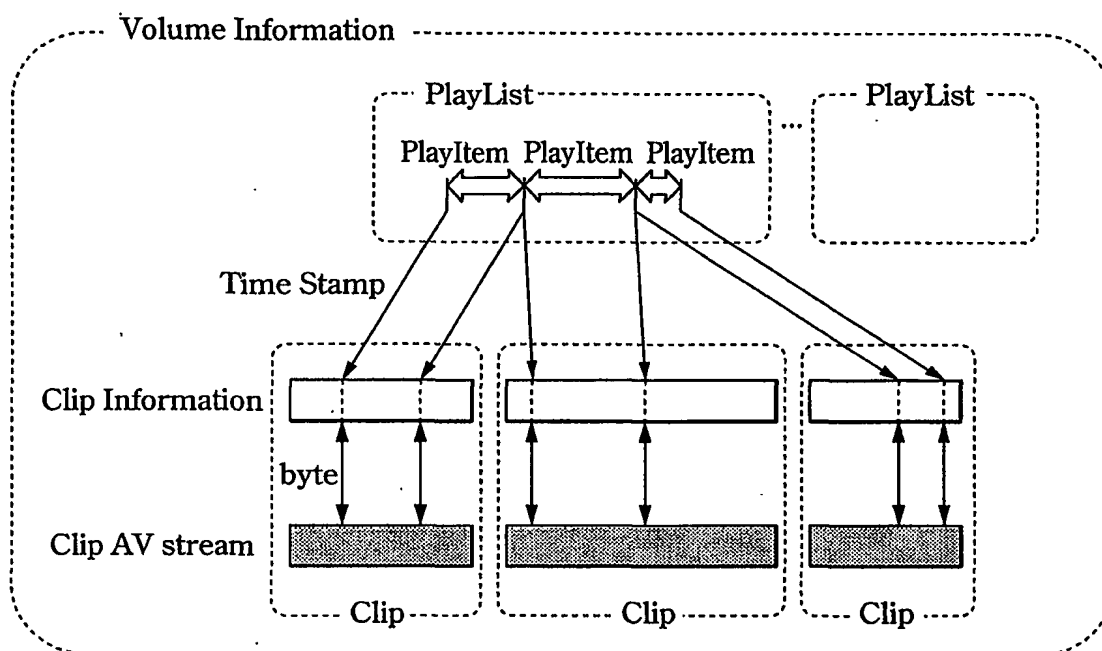 Volume Information
PlayList
...
PlayList
PlayItem PlayItem PlayItem
Time Stamp
Clip Information
byte
Clip AV stream
Clip
Clip
Clip